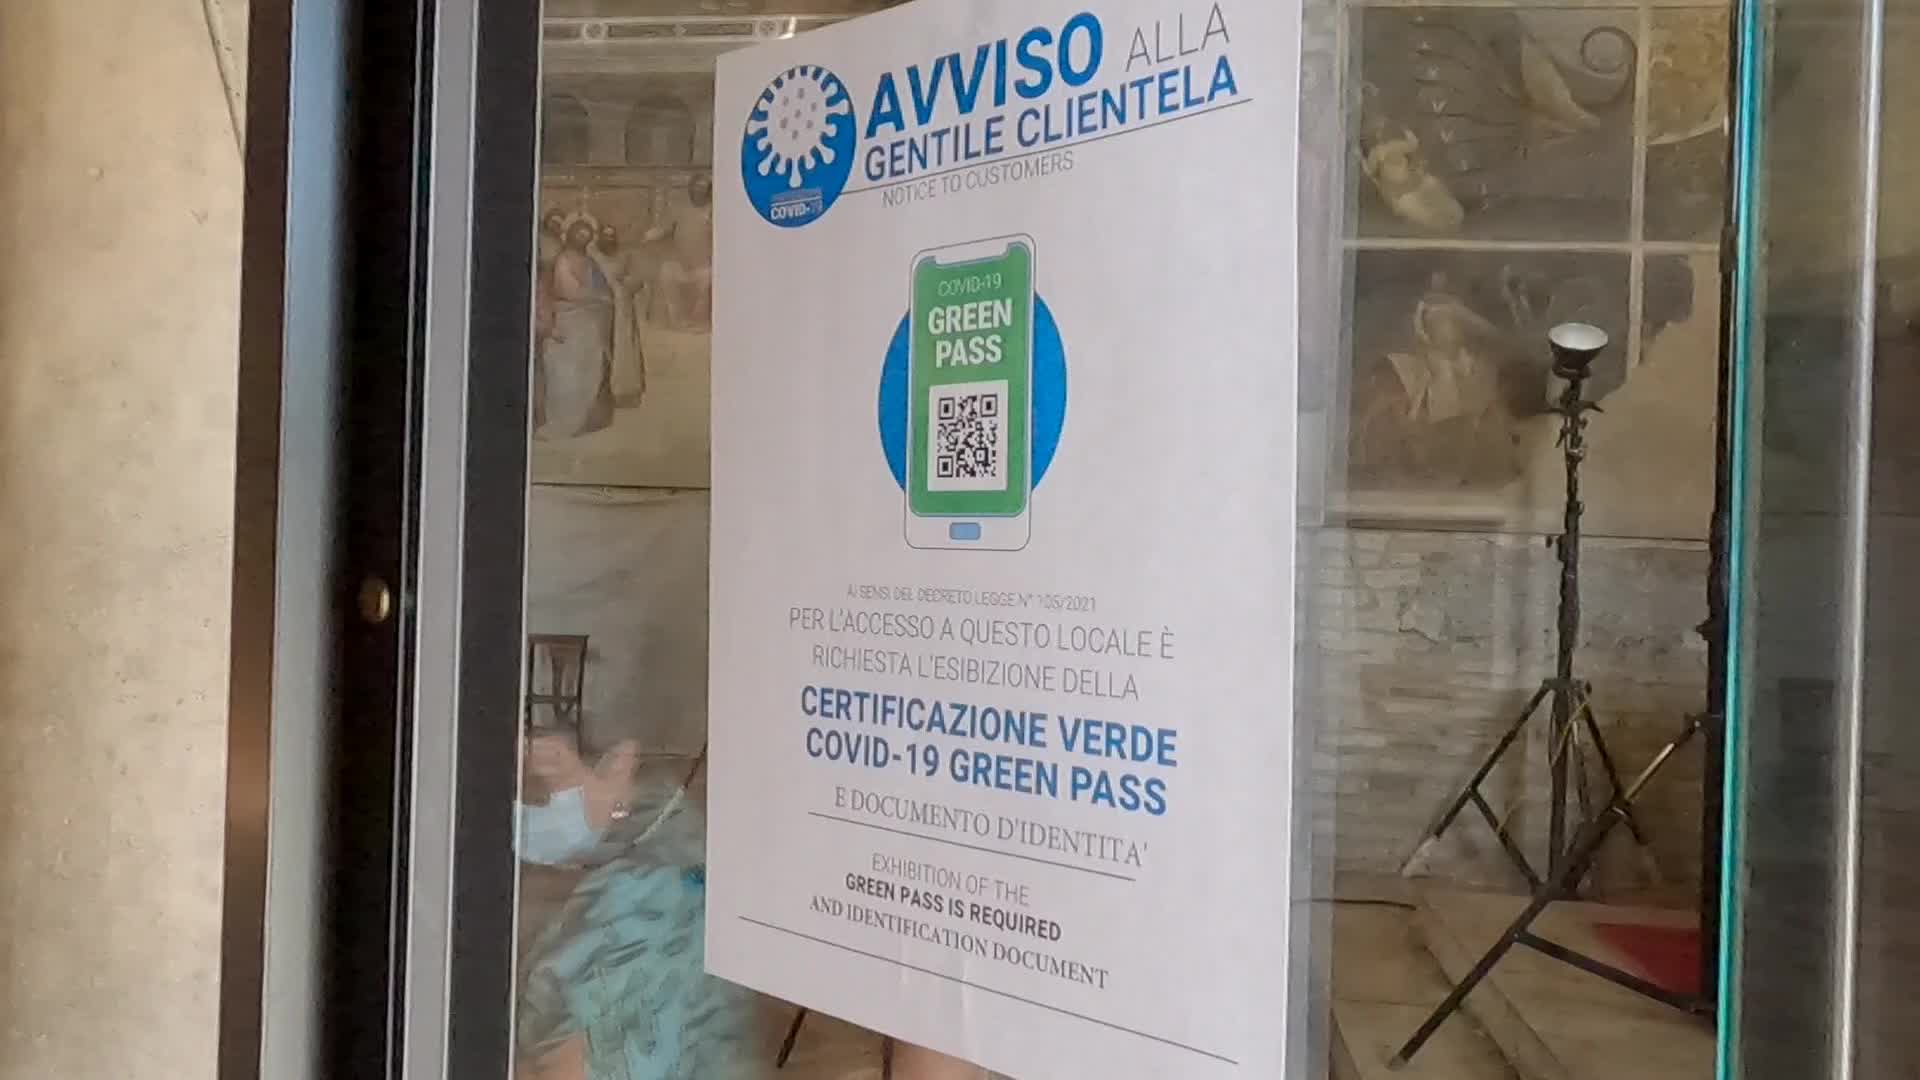 AVVISO ALLA
GENTILE CLIENTELA
NOTICE TO CUSTOMERS
COVID-19
COVID-19
GREEN
PASS
AI SENSI DEL DECRETO LEGGE N° 105/2021
PER L'ACCESSO A QUESTO LOCALE È
RICHIESTA L'ESIBIZIONE DELLA
CERTIFICAZIONE VERDE
COVID-19 GREEN PASS
E DOCUMENTO D'IDENTITA'
EXHIBITION OF THE
GREEN PASS IS REQUIRED
AND IDENTIFICATION DOCUMENT